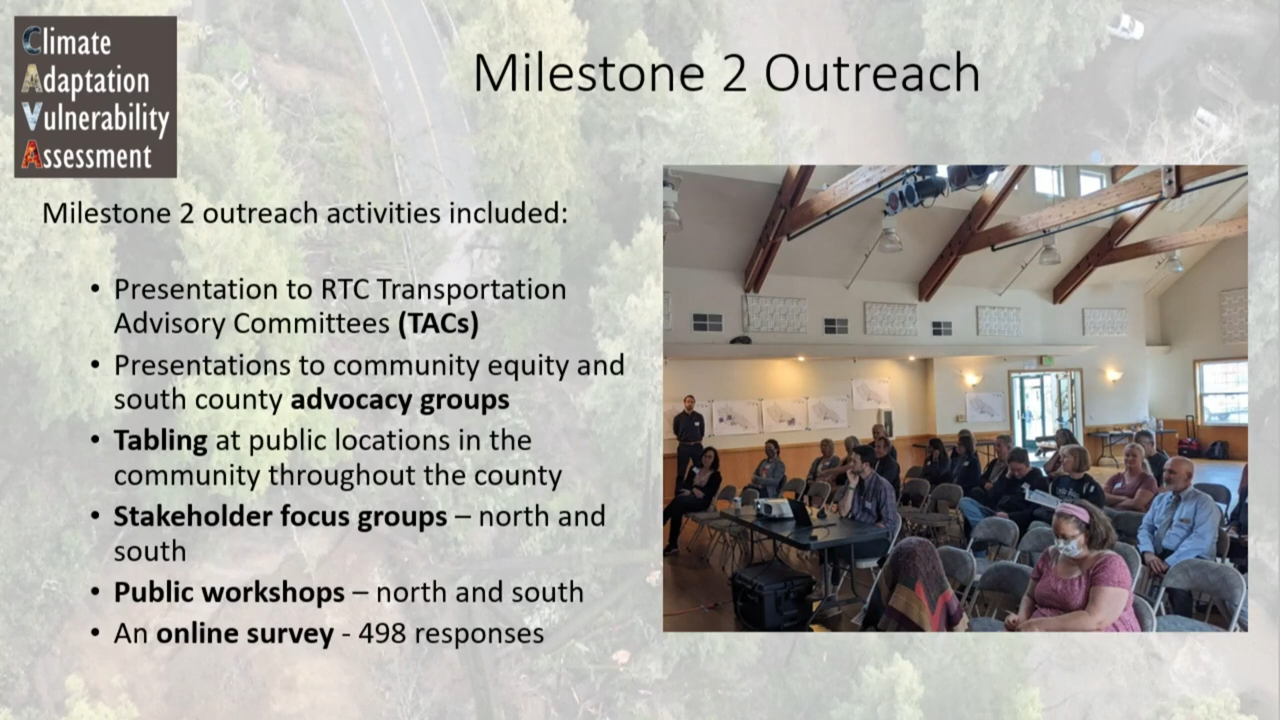 Climate
Adaptation
Vulnerability
Assessment
Milestone 2 Outreach
Milestone 2 outreach activities included:
• Presentation to RTC Transportation
Advisory Committees (TACs)
• Presentations to community equity and
south county advocacy groups
• Tabling at public locations in the
community throughout the county
• Stakeholder focus groups – north and
south
• Public workshops – north and south
• An online survey - 498 responses